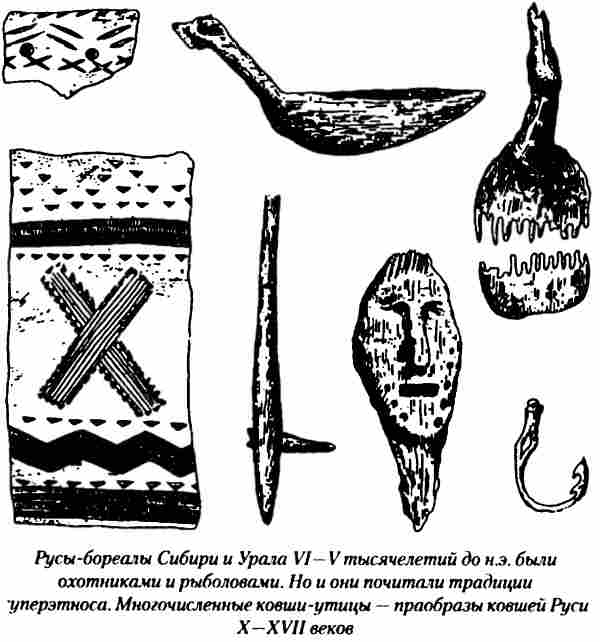 Русы-бореалы Сибири и Урала VI–V тысячелетий до н.э. были
охотниками и рыболовами. Но и они почитали традиции
уперэтноса. Многочисленные ковши-утицы — праобразы ковшей Руси
X–XVII веков